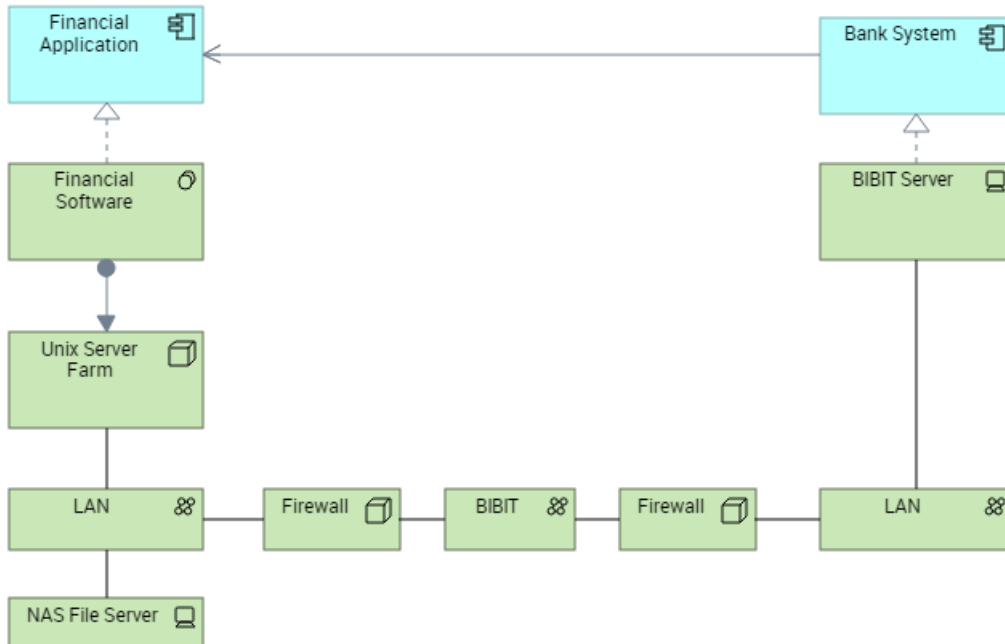 Financial
Application
Bank System
Financial
Software
BIBIT Server
Unix Server
Farm
LAN
Firewall
BIBIT
Firewall
LAN
NAS File Server